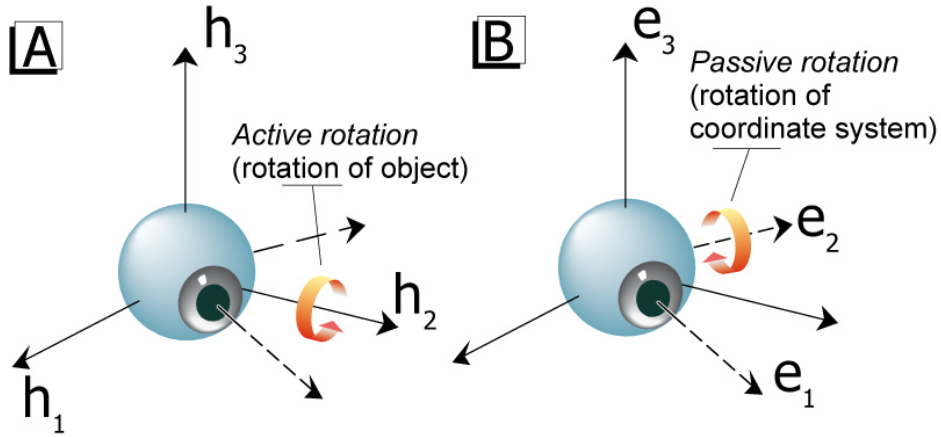 A
h3
Active rotation
(rotation of object)
h2
h1
B
e3
Passive rotation
(rotation of
coordinate system)
e2
e1